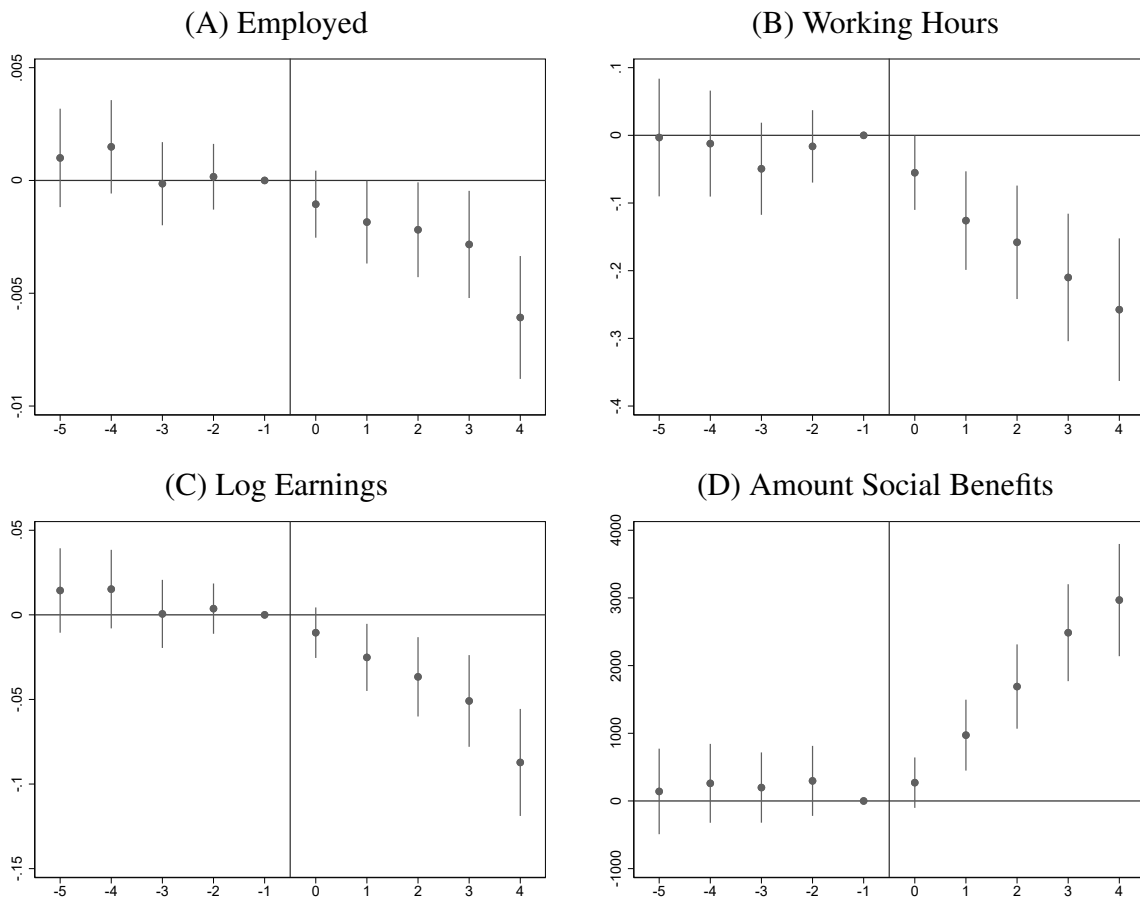 (A) Employed
.005
0
-.005
-.01
-5 -4 -3 -2 -1 0 1 2 3 4
(B) Working Hours
.1
0
-.1
-.2
-.3
-.4
-5 -4 -3 -2 -1 0 1 2 3 4
(C) Log Earnings
.05
0
-.05
-.1
-.15
-5 -4 -3 -2 -1 0 1 2 3 4
(D) Amount Social Benefits
4000
3000
2000
1000
0
-1000
-5 -4 -3 -2 -1 0 1 2 3 4